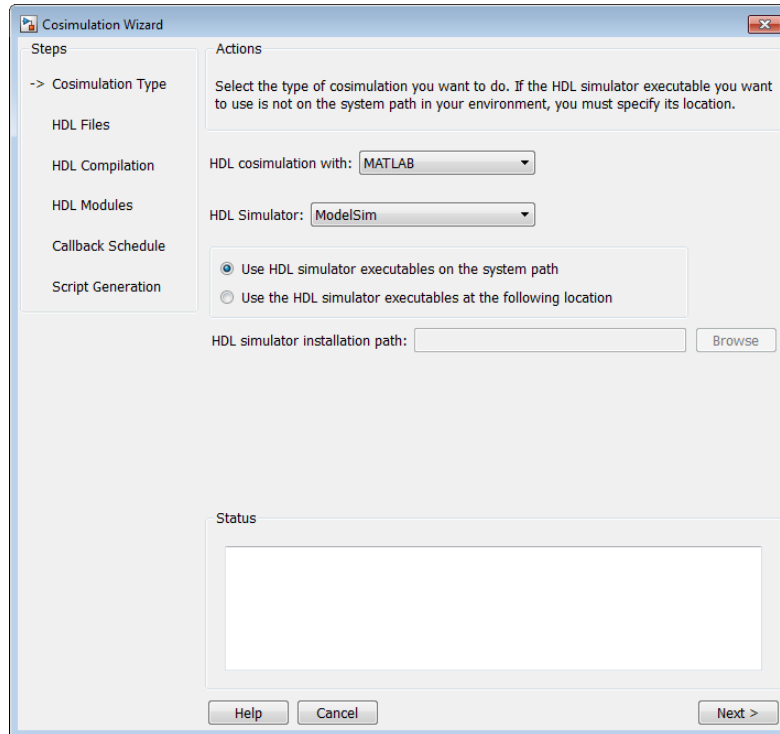 Cosimulation Wizard
Steps
-> Cosimulation Type
HDL Files
HDL Compilation
HDL Modules
Callback Schedule
Script Generation
Actions
Select the type of cosimulation you want to do. If the HDL simulator executable you want
to use is not on the system path in your environment, you must specify its location.
HDL cosimulation with: MATLAB
HDL Simulator: ModelSim
Use HDL simulator executables on the system path
Use the HDL simulator executables at the following location
HDL simulator installation path: Browse
Status
Help Cancel Next >